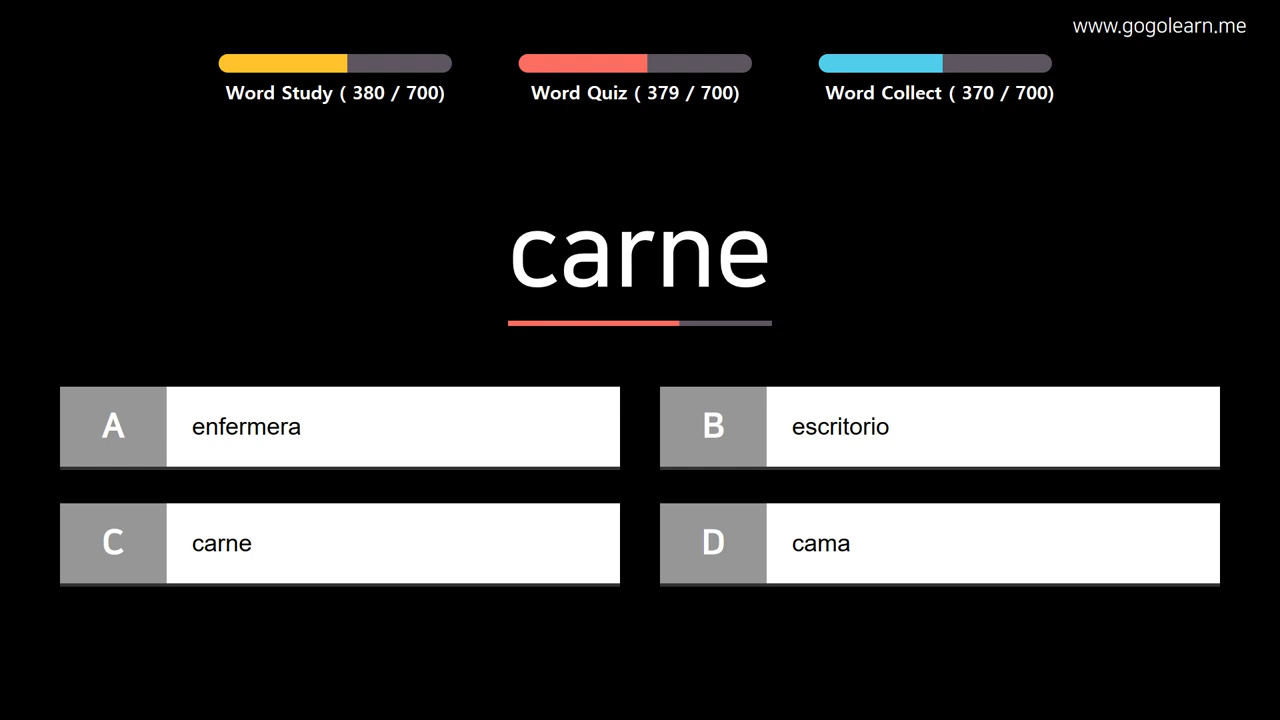 www.gogolearn.me
Word Study ( 380 / 700)
Word Quiz ( 379 / 700)
Word Collect ( 370 / 700)
carne
A enfermera
B escritorio
C carne
D cama